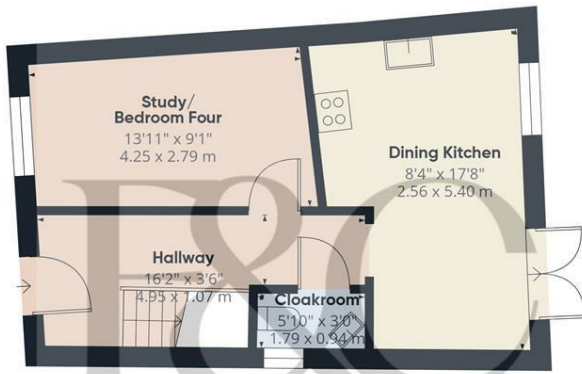 Study/
Bedroom Four
13'11" x 9'1"
4.25 x 2.79 m
Dining Kitchen
8'4" x 17'8"
2.56 x 5.40 m
Hallway
16'2" x 3'6"
4.95 x 1.07 m
Cloakroom
5'10" x 3'0"
1.79 x 0.94 m
F&C